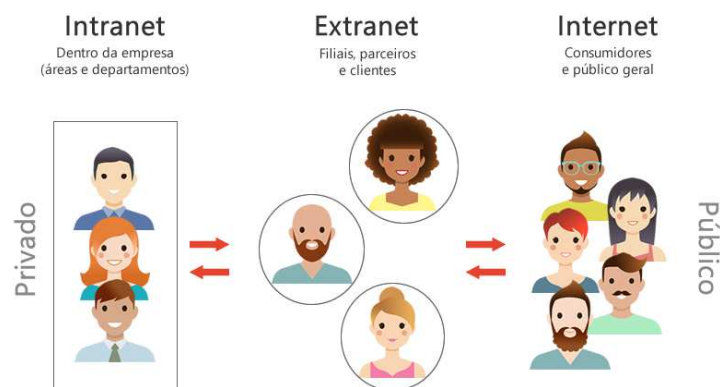 Intranet
Dentro da empresa
(áreas e departamentos)
Extranet
Filiais, parceiros
e clientes
Internet
Consumidores
e público geral
Privado
Público